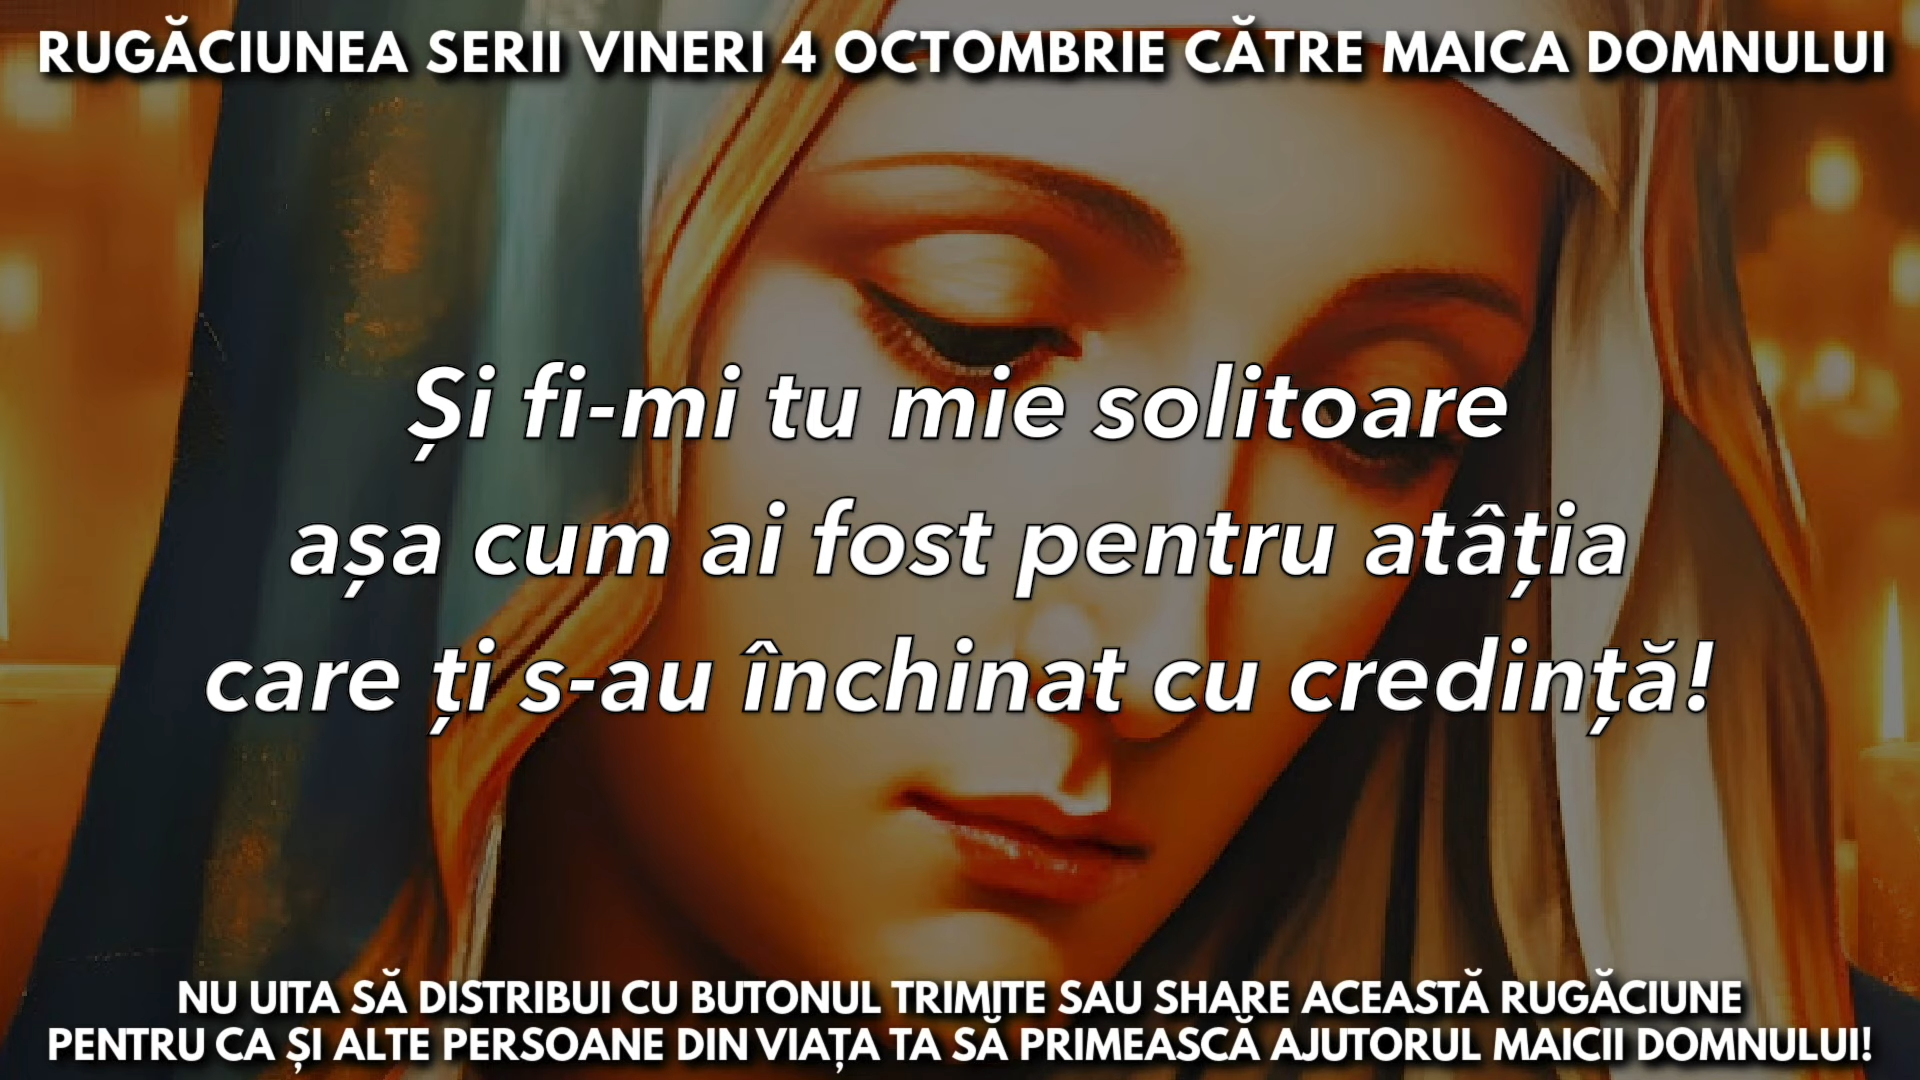 RUGĂCIUNEA SERII VINERI 4 OCTOMBRIE CĂTRE MAICA DOMNULUI
Și fi-mi tu mie solitoare
așa cum ai fost pentru atâția
care ți s-au închinat cu credință!
NU UITA SĂ DISTRIBUI CU BUTONUL TRIMITE SAU SHARE ACEASTĂ RUGĂCIUNE
PENTRU CA ȘI ALTE PERSOANE DIN VIAȚA TA SĂ PRIMEASCĂ AJUTORUL MAICII DOMNULUI!